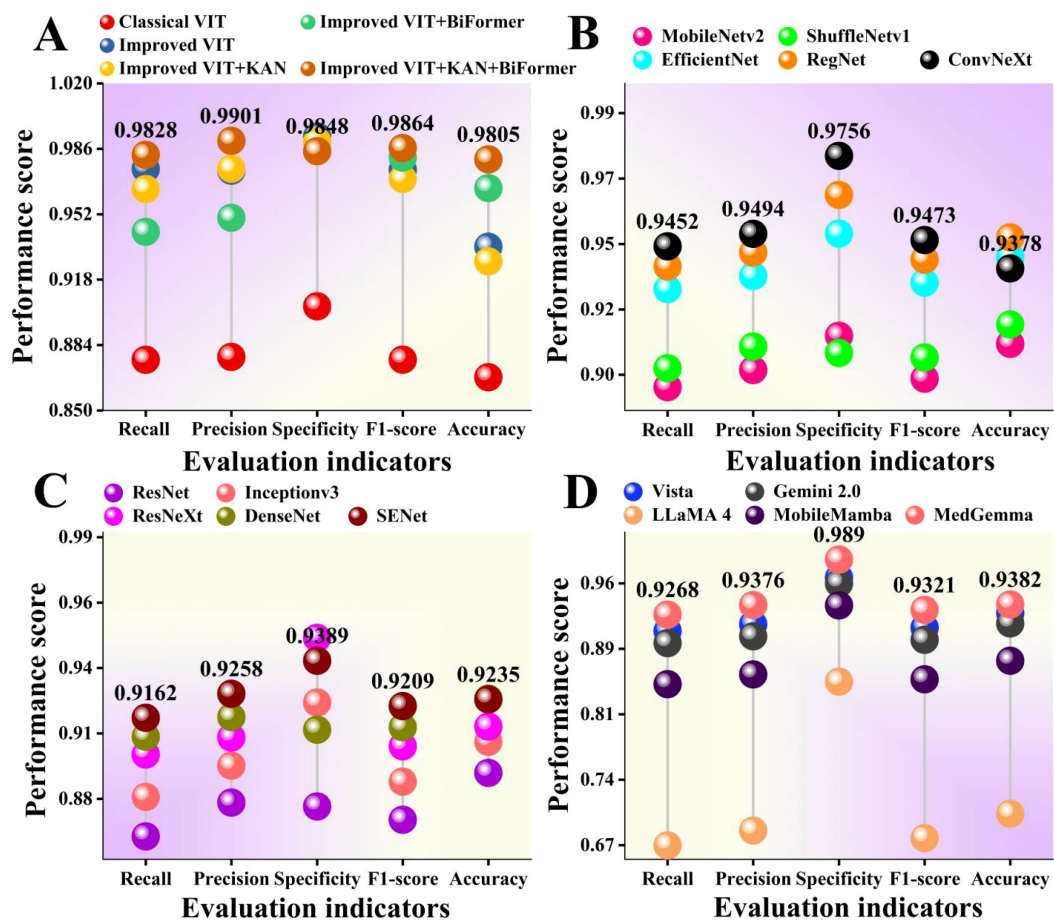 A
Classical VIT
Improved VIT+BiFormer
Improved VIT
Improved VIT+KAN
Improved VIT+KAN+BiFormer
Performance score
1.020
0.986
0.952
0.918
0.884
0.850
0.9828
0.9901
0.9848
0.9864
0.9805
Recall Precision Specificity F1-score Accuracy
Evaluation indicators
B
MobileNetv2
ShuffleNetv1
EfficientNet
RegNet
ConvNeXt
Performance score
0.99
0.97
0.95
0.92
0.90
0.9452
0.9494
0.9756
0.9473
0.9378
Recall Precision Specificity F1-score Accuracy
Evaluation indicators
C
ResNet
Inceptionv3
ResNeXt
DenseNet
SENet
Performance score
0.99
0.96
0.94
0.91
0.88
0.9162
0.9258
0.9389
0.9209
0.9235
Recall Precision Specificity F1-score Accuracy
Evaluation indicators
D
Vista
Gemini 2.0
LLaMA 4
MobileMamba
MedGemma
Performance score
0.96
0.89
0.81
0.74
0.67
0.9268
0.9376
0.989
0.9321
0.9382
Recall Precision Specificity F1-score Accuracy
Evaluation indicators